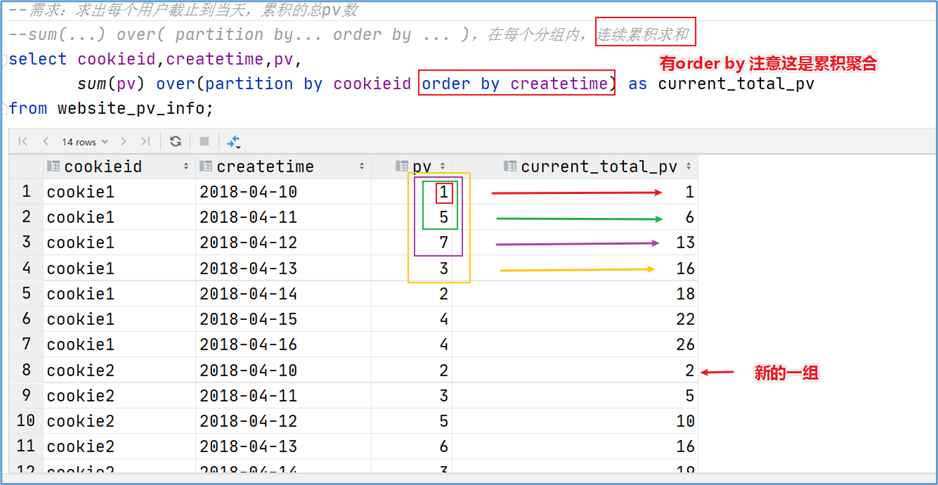 --需求：求出每个用户截止到当天，累积的总pv数
--sum(...) over( partition by... order by ... )，在每个分组内，连续累积求和
select cookieid,createtime,pv,
有order by 注意这是累积聚合
sum(pv) over(partition by cookieid order by createtime) as current_total_pv
from website_pv_info;
14 rows
cookieid createtime pv current_total_pv
1 cookie1 2018-04-10 1 1
2 cookie1 2018-04-11 5 6
3 cookie1 2018-04-12 7 13
4 cookie1 2018-04-13 3 16
5 cookie1 2018-04-14 2 18
6 cookie1 2018-04-15 4 22
7 cookie1 2018-04-16 4 26
8 cookie2 2018-04-10 2 2 新的一组
9 cookie2 2018-04-11 3 5
10 cookie2 2018-04-12 5 10
11 cookie2 2018-04-13 6 16
12 cookie2 2018-04-14 3 19